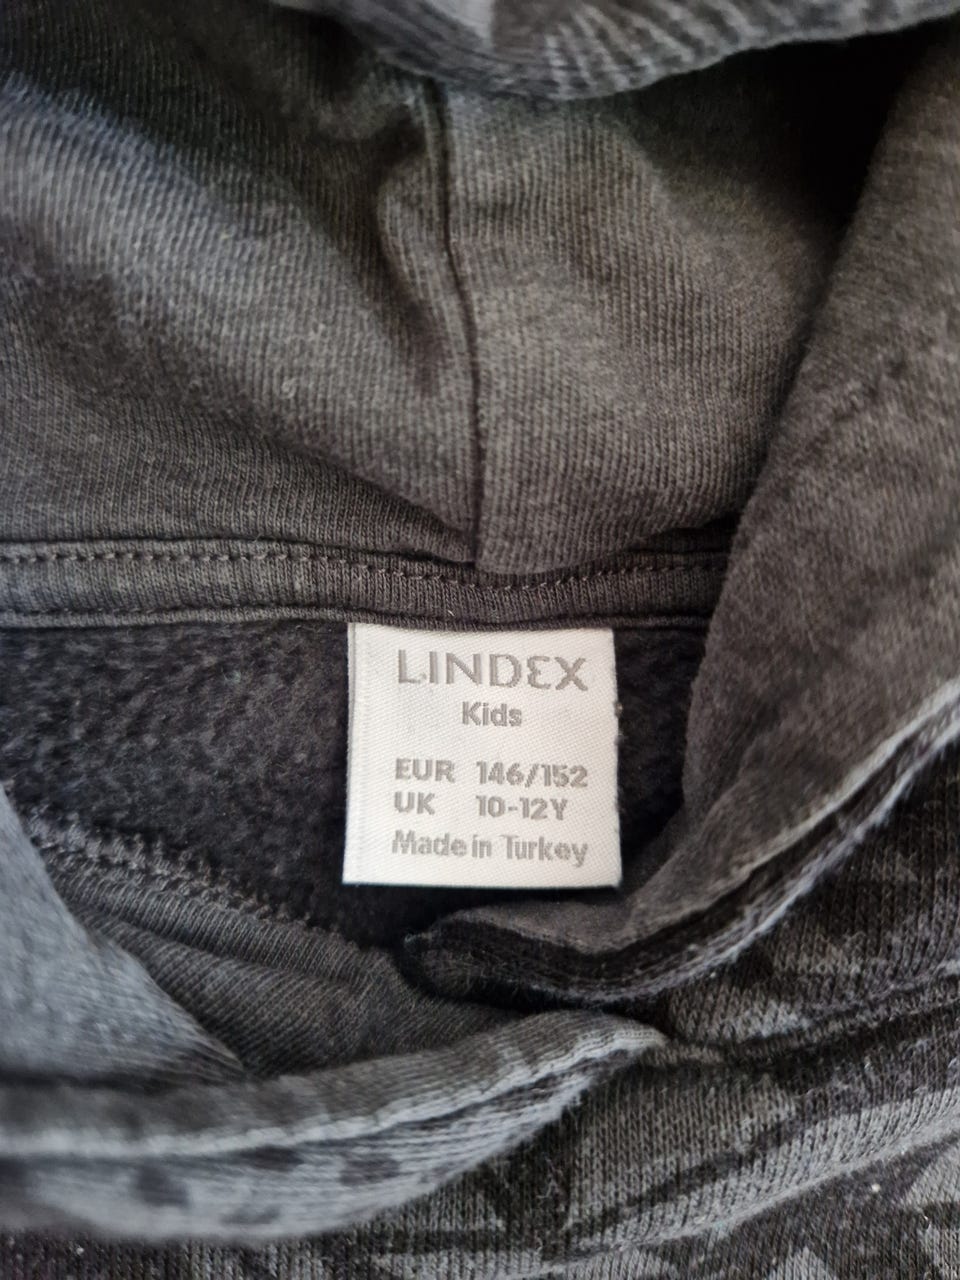 LINDEX
Kids
EUR 146/152
UK 10-12Y
Made in Turkey